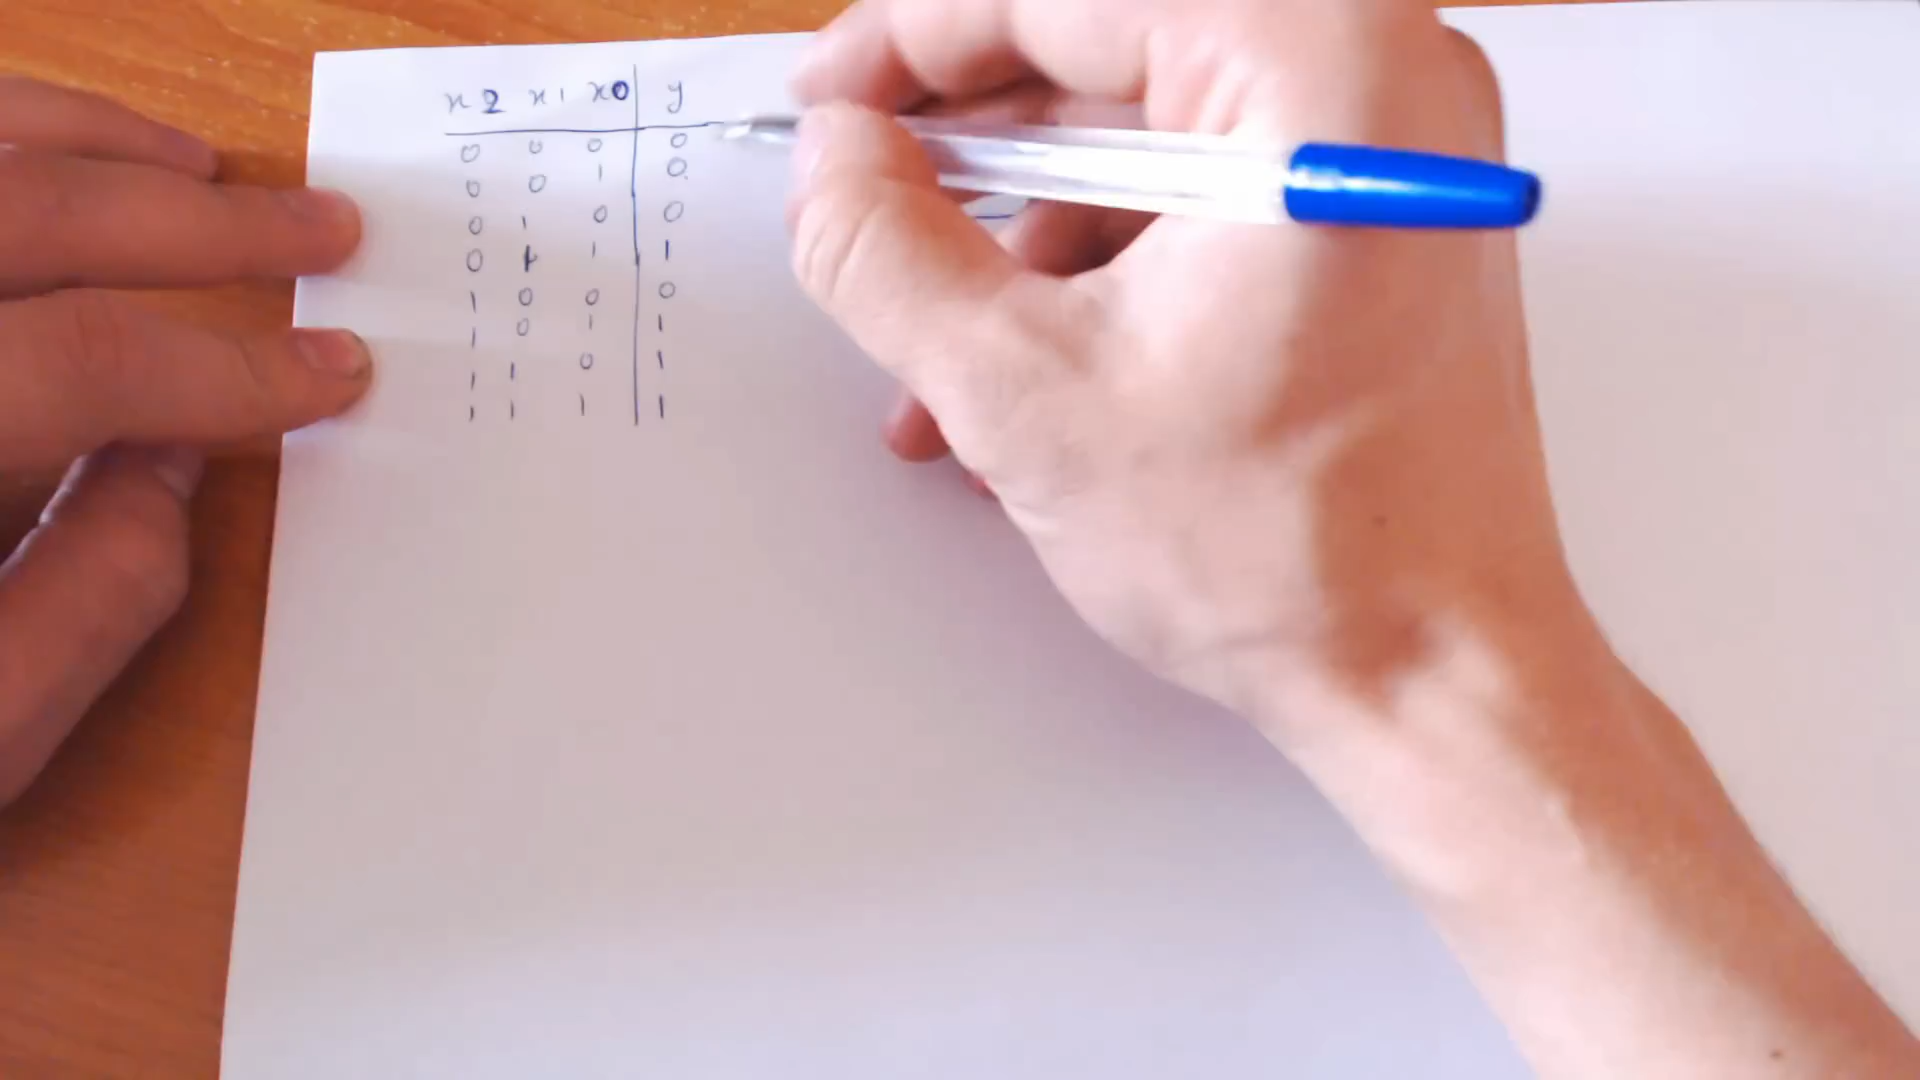 x2 x1 x0 y
0 0 0 0
0 0 1 0
0 1 0 0
0 1 1 1
1 0 0 0
1 0 1 1
1 1 0 1
1 1 1 1